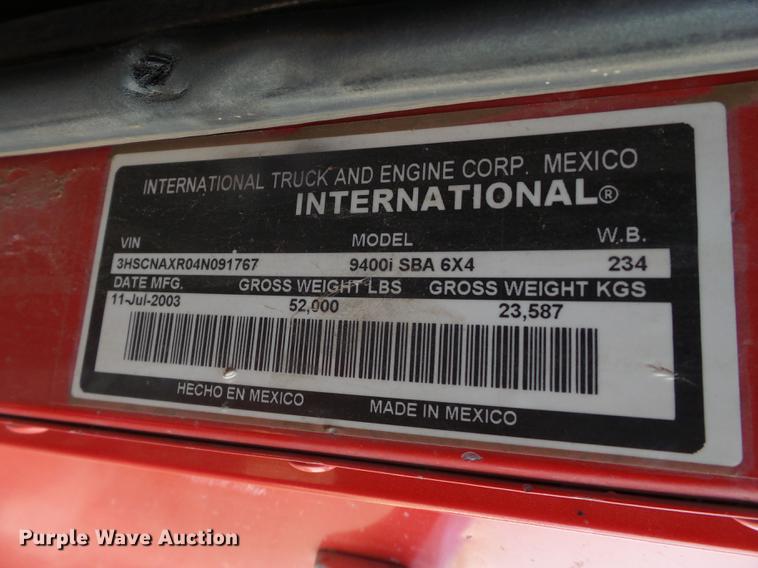 INTERNATIONAL TRUCK AND ENGINE CORP. MEXICO
INTERNATIONAL®
VIN MODEL W.B.
3HSCNAXR04N091767 9400i SBA 6X4 234
DATE MFG. GROSS WEIGHT LBS GROSS WEIGHT KGS
11-Jul-2003 52,000 23,587
HECHO EN MEXICO MADE IN MEXICO
Purple Wave Auction